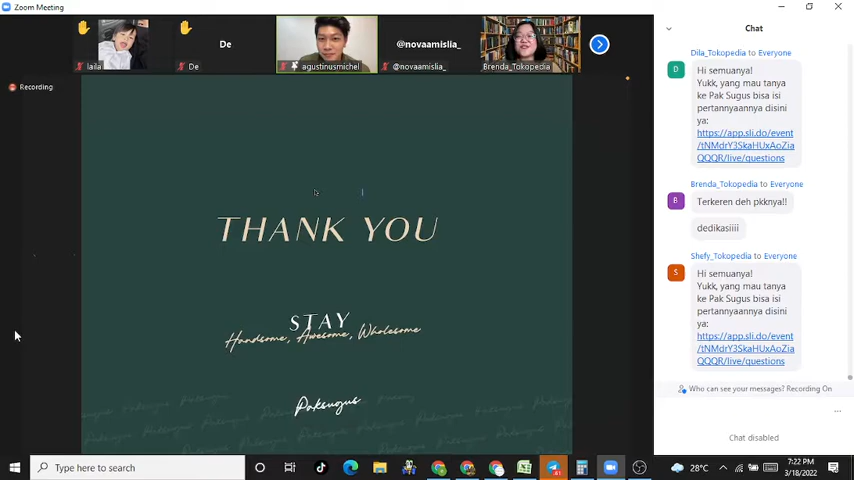 Zoom Meeting
laila
De
De
agustinusmichel
@novaamislia_
@novaamislia_
Brenda_Tokopedia
Recording
THANK YOU
STAY
Handsome, Awesome, Wholesome
Paksugus
Chat
Dila_Tokopedia to Everyone
D
Hi semuanya!
Yukk, yang mau tanya
ke Pak Sugus bisa isi
pertanyaannya disini
ya:
https://app.sli.do/event
/tNMdrY3SkaHUxAoZia
QQQR/live/questions
Brenda_Tokopedia to Everyone
B
Terkeren deh pkknya!!
dedikasiiii
Shefy_Tokopedia to Everyone
S
Hi semuanya!
Yukk, yang mau tanya
ke Pak Sugus bisa isi
pertanyaannya disini
ya:
https://app.sli.do/event
/tNMdrY3SkaHUxAoZia
QQQR/live/questions
Who can see your messages? Recording On
Chat disabled
Type here to search
28°C
7:22 PM
3/18/2022